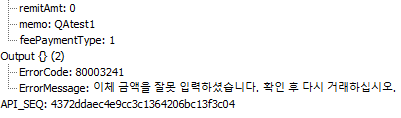 remitAmt: 0
memo: QAtest1
feePaymentType: 1
Output {} (2)
ErrorCode: 80003241
ErrorMessage: 이체 금액을 잘못 입력하셨습니다. 확인 후 다시 거래하십시오.
API_SEQ: 4372ddaec4e9cc3c1364206bc13f3c04